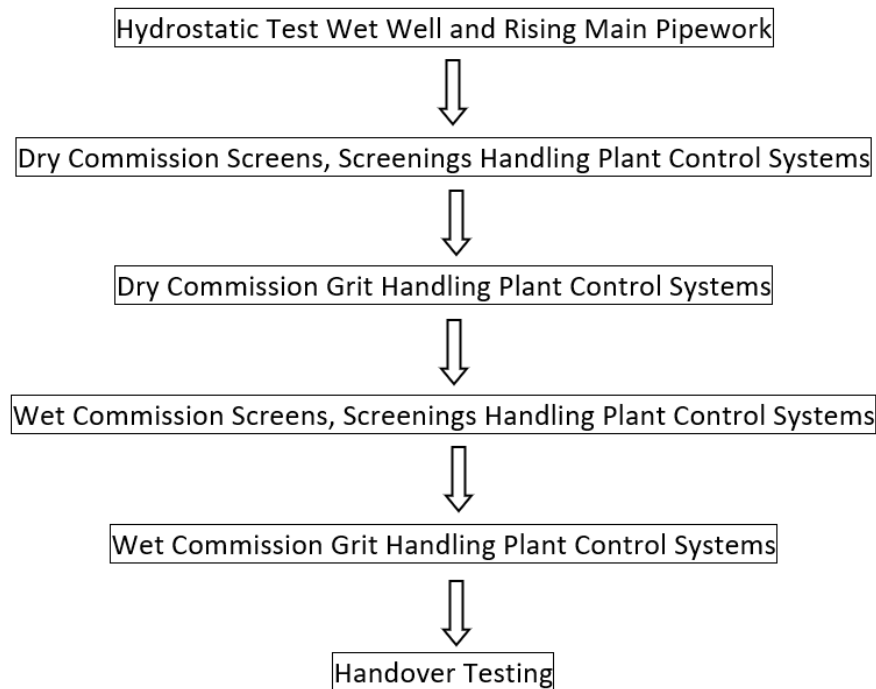 Hydrostatic Test Wet Well and Rising Main Pipework
Dry Commission Screens, Screenings Handling Plant Control Systems
Dry Commission Grit Handling Plant Control Systems
Wet Commission Screens, Screenings Handling Plant Control Systems
Wet Commission Grit Handling Plant Control Systems
Handover Testing